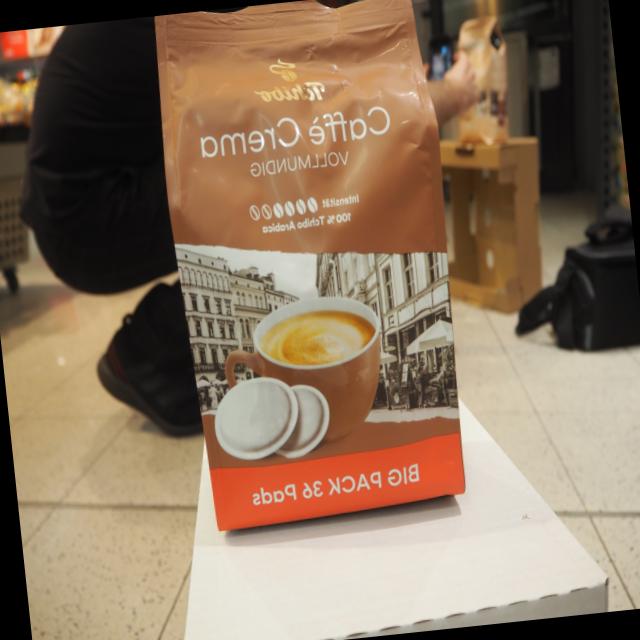 Tchibo
Caffè Crema
VOLLMUNDIG
Intensität
100% Tchibo Arabica
BIG PACK 36 Pads